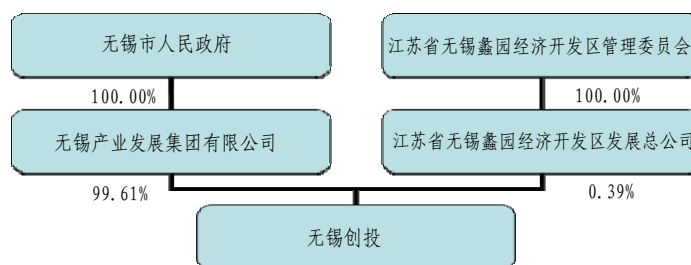 无锡市人民政府
江苏省无锡蠡园经济开发区管理委员会
100.00%
100.00%
无锡产业发展集团有限公司
江苏省无锡蠡园经济开发区发展总公司
99.61%
0.39%
无锡创投